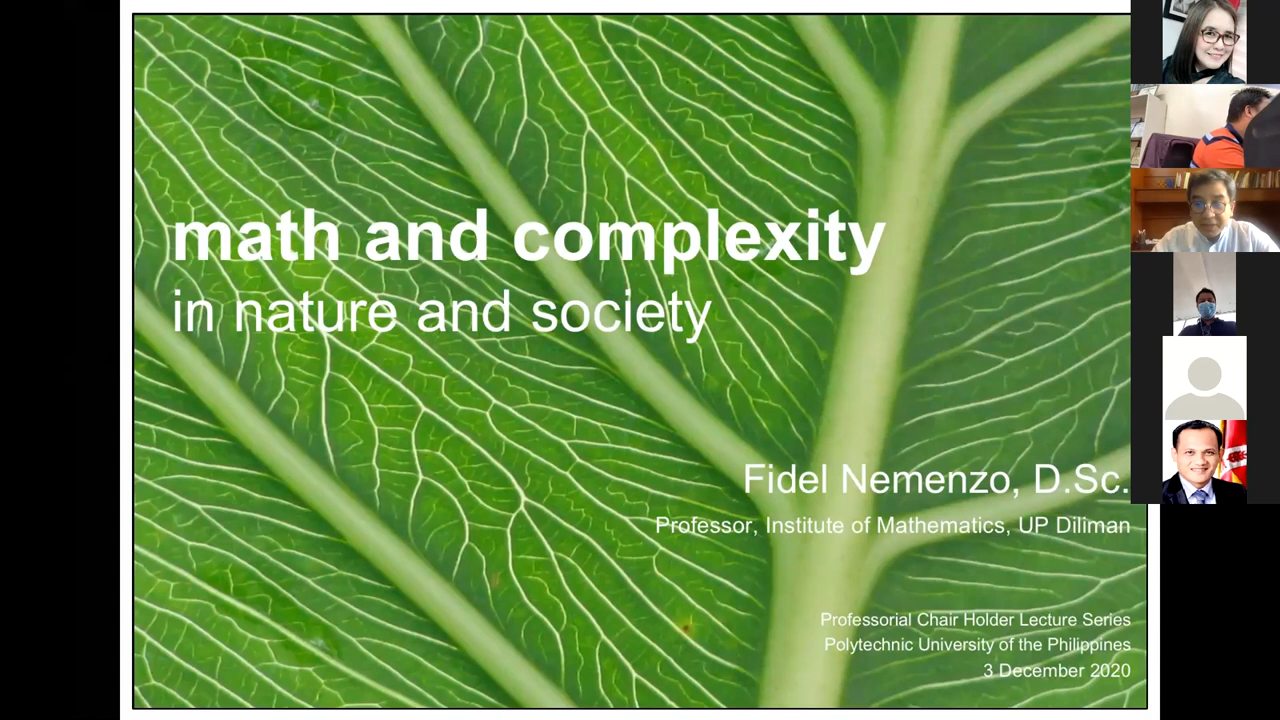 math and complexity
in nature and society
Fidel Nemenzo, D.Sc.
Professor, Institute of Mathematics, UP Diliman
Professorial Chair Holder Lecture Series
Polytechnic University of the Philippines
3 December 2020